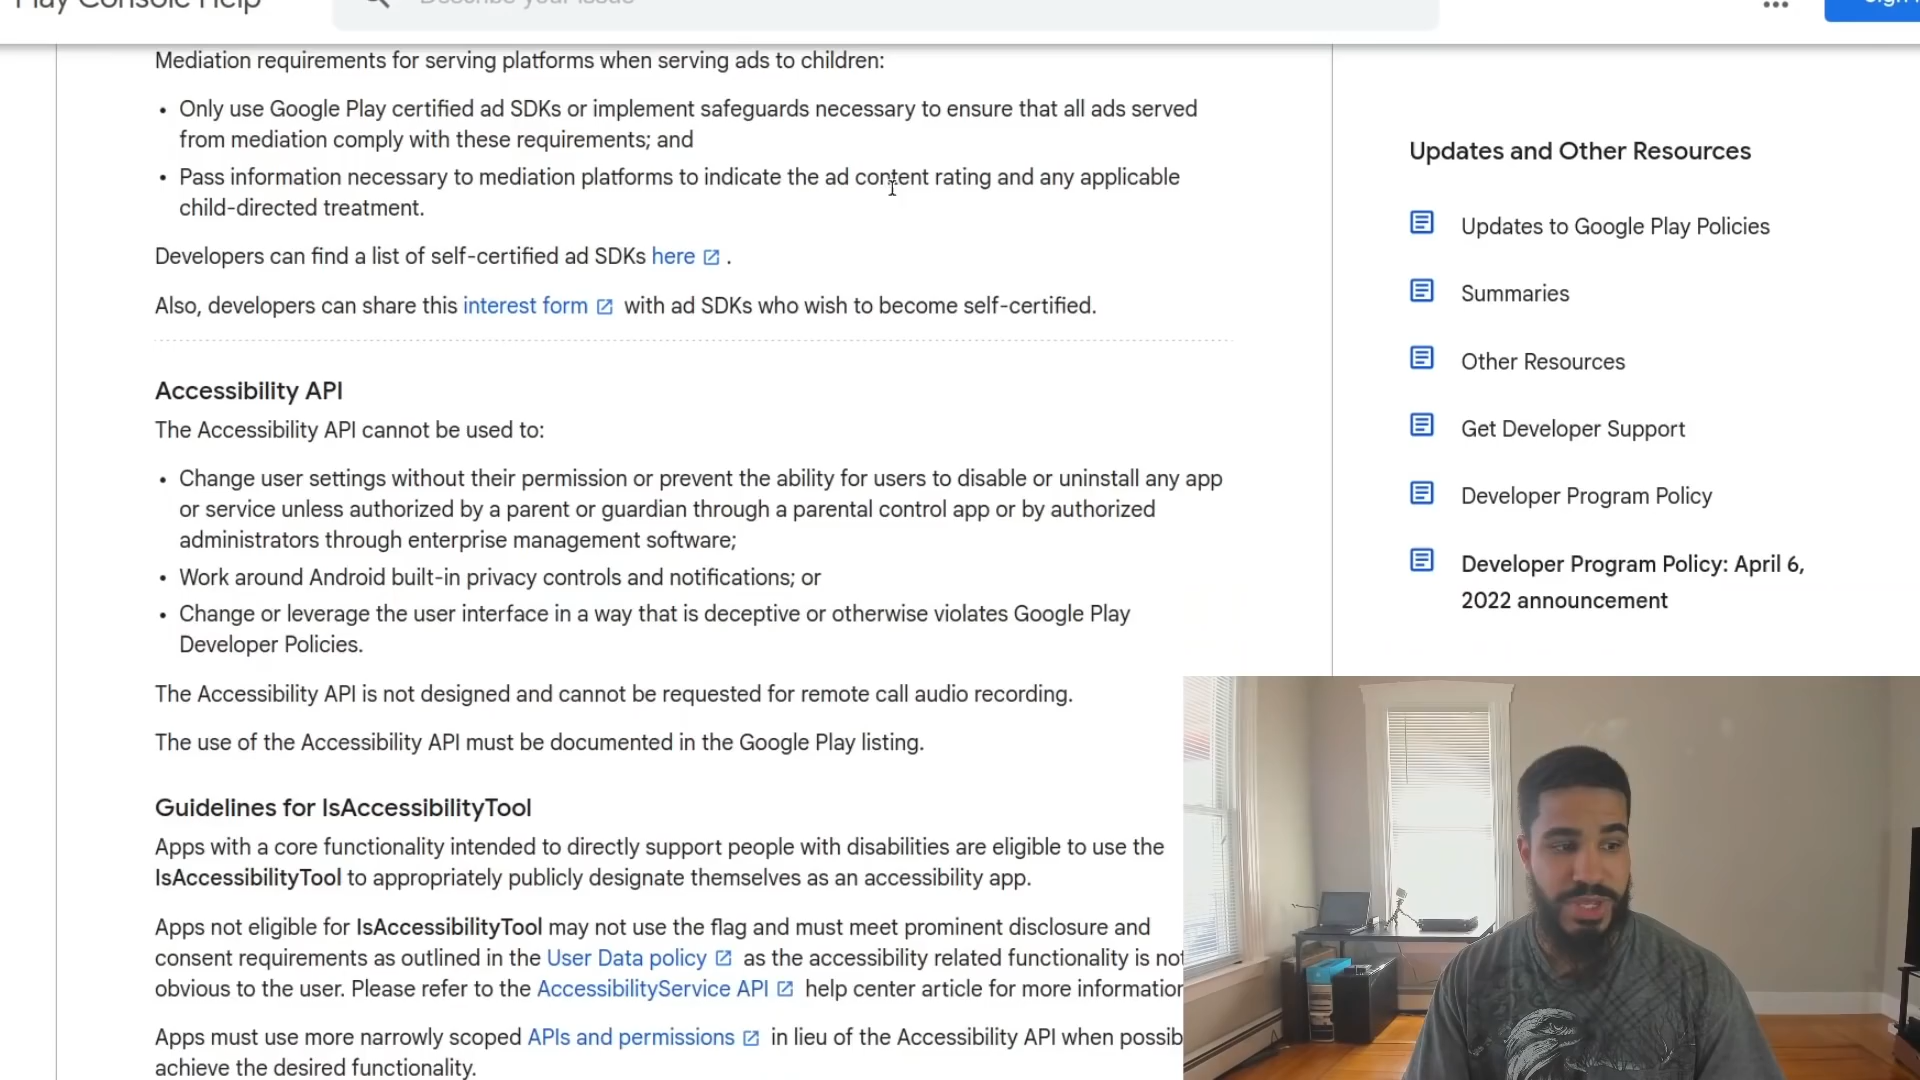 Play Console Help
Describe your issue
Mediation requirements for serving platforms when serving ads to children:
• Only use Google Play certified ad SDKs or implement safeguards necessary to ensure that all ads served
from mediation comply with these requirements; and
• Pass information necessary to mediation platforms to indicate the ad content rating and any applicable
child-directed treatment.
Developers can find a list of self-certified ad SDKs here .
Also, developers can share this interest form with ad SDKs who wish to become self-certified.
Accessibility API
The Accessibility API cannot be used to:
• Change user settings without their permission or prevent the ability for users to disable or uninstall any app
or service unless authorized by a parent or guardian through a parental control app or by authorized
administrators through enterprise management software;
• Work around Android built-in privacy controls and notifications; or
• Change or leverage the user interface in a way that is deceptive or otherwise violates Google Play
Developer Policies.
The Accessibility API is not designed and cannot be requested for remote call audio recording.
The use of the Accessibility API must be documented in the Google Play listing.
Guidelines for IsAccessibilityTool
Apps with a core functionality intended to directly support people with disabilities are eligible to use the
IsAccessibilityTool to appropriately publicly designate themselves as an accessibility app.
Apps not eligible for IsAccessibilityTool may not use the flag and must meet prominent disclosure and
consent requirements as outlined in the User Data policy as the accessibility related functionality is not
obvious to the user. Please refer to the AccessibilityService API help center article for more information
Apps must use more narrowly scoped APIs and permissions in lieu of the Accessibility API when possib
achieve the desired functionality.
Updates and Other Resources
Updates to Google Play Policies
Summaries
Other Resources
Get Developer Support
Developer Program Policy
Developer Program Policy: April 6,
2022 announcement